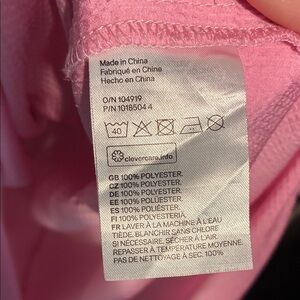 Made in China
Fabriqué en Chine
Hecho en China
O/N 104919
P/N 1018504 4
40
clevercare.info
GB 100% POLYESTER.
CZ 100% POLYESTER.
DE 100% POLYESTER.
EE 100% POLÜESTER.
ES 100% POLIÉSTER.
FI 100% POLYESTERIÄ.
FR LAVER À LA MACHINE À L'EAU
TIÈDE. BLANCHIR SANS CHLORE
SI NÉCESSAIRE. SÉCHER À L'AIR.
REPASSER À TEMPÉRATURE MOYENNE.
PAS DE NETTOYAGE À SEC. 100%